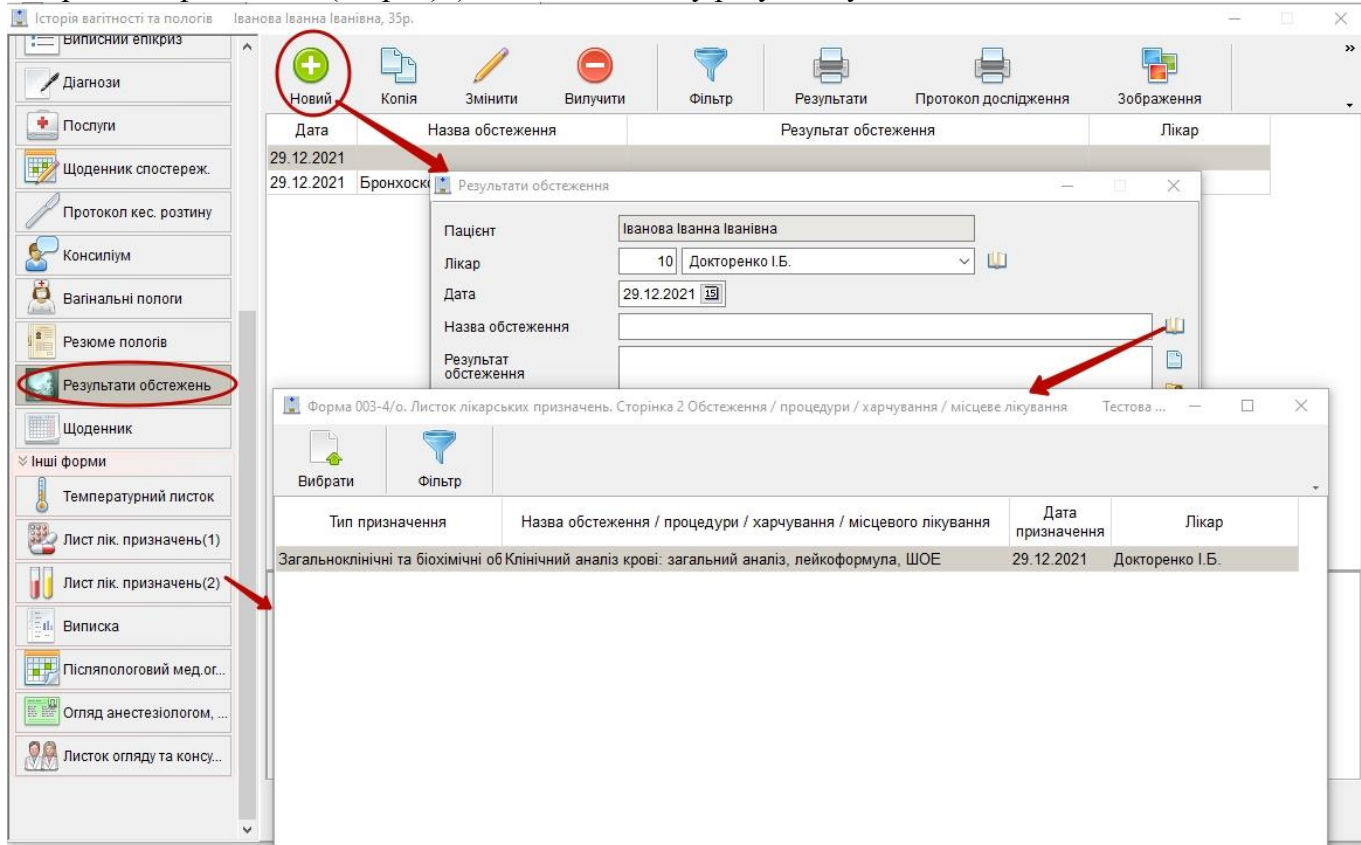 Історія вагітності та пологів Іванова Іванна Іванівна, 35р.
Виписний епікриз
Діагнози
Послуги
Щоденник спостереж.
Протокол кес. розтину
Консиліум
Вагінальні пологи
Резюме пологів
Результати обстежень
Щоденник
Інші форми
Температурний листок
Лист лік. призначень(1)
Лист лік. призначень(2)
Виписка
Післяпологовий мед.ог...
Огляд анестезіологом, ...
Листок огляду та консу...
Новий Копія Змінити Вилучити Фільтр Результати Протокол дослідження Зображення
Дата Назва обстеження Результат обстеження Лікар
29.12.2021
29.12.2021 Бронхоско
Результати обстеження
Пацієнт Іванова Іванна Іванівна
Лікар 10 Докторенко І.Б.
Дата 29.12.2021 15
Назва обстеження
Результат
обстеження
Форма 003-4/о. Листок лікарських призначень. Сторінка 2 Обстеження / процедури / харчування / місцеве лікування Тестова ...
Вибрати Фільтр
Тип призначення Назва обстеження / процедури / харчування / місцевого лікування Дата призначення Лікар
Загальноклінічні та біохімічні об Клінічний аналіз крові: загальний аналіз, лейкоформула, ШОЕ 29.12.2021 Докторенко І.Б.